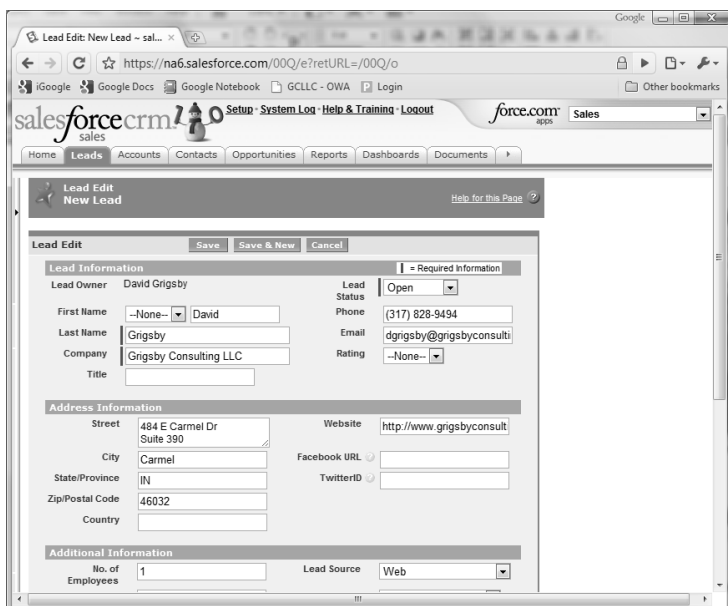 Google
Lead Edit: New Lead ~ sal...
https://na6.salesforce.com/00Q/e?retURL=/00Q/o
iGoogle Google Docs Google Notebook GCLLC - OWA Login Other bookmarks
salesforcecrm
sales
Setup · System Log · Help & Training · Logout
force.com
apps
Sales
Home Leads Accounts Contacts Opportunities Reports Dashboards Documents
Lead Edit
New Lead
Help for this Page ?
Lead Edit Save Save & New Cancel
Lead Information = Required Information
Lead Owner David Grigsby Lead Status Open
First Name --None-- David Phone (317) 828-9494
Last Name Grigsby Email dgrigsby@grigsbyconsulti
Company Grigsby Consulting LLC Rating --None--
Title
Address Information
Street 484 E Carmel Dr Website http://www.grigsbyconsult
Suite 390
City Carmel Facebook URL
State/Province IN TwitterID
Zip/Postal Code 46032
Country
Additional Information
No. of Employees 1 Lead Source Web